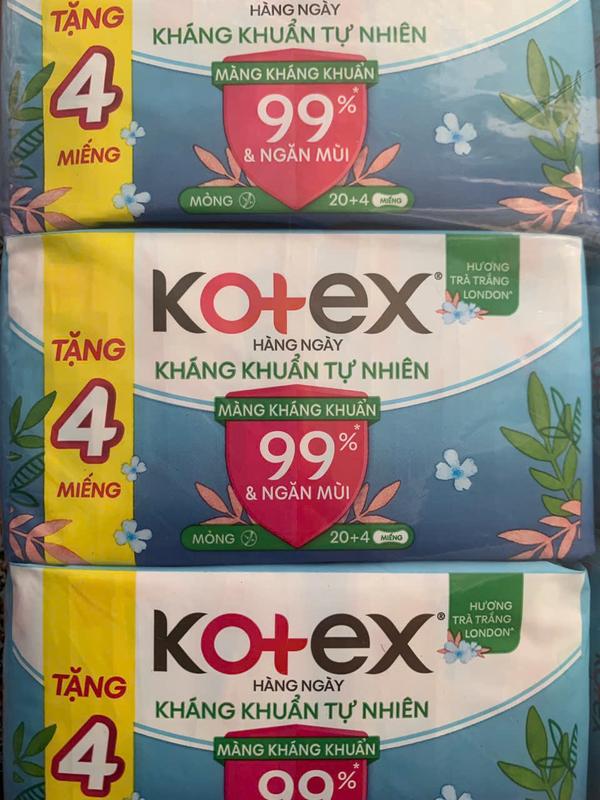 TẶNG
4
MIẾNG
HÀNG NGÀY
KHÁNG KHUẨN TỰ NHIÊN
MÀNG KHÁNG KHUẨN
99%*
& NGĂN MÙI
MỎNG
20+4 MIẾNG
TẶNG
4
MIẾNG
Kotex®
HƯƠNG
TRÀ TRẮNG
LONDON^
HÀNG NGÀY
KHÁNG KHUẨN TỰ NHIÊN
MÀNG KHÁNG KHUẨN
99%*
& NGĂN MÙI
MỎNG
20+4 MIẾNG
TẶNG
4
Kotex®
HƯƠNG
TRÀ TRẮNG
LONDON^
HÀNG NGÀY
KHÁNG KHUẨN TỰ NHIÊN
MÀNG KHÁNG KHUẨN
99%*